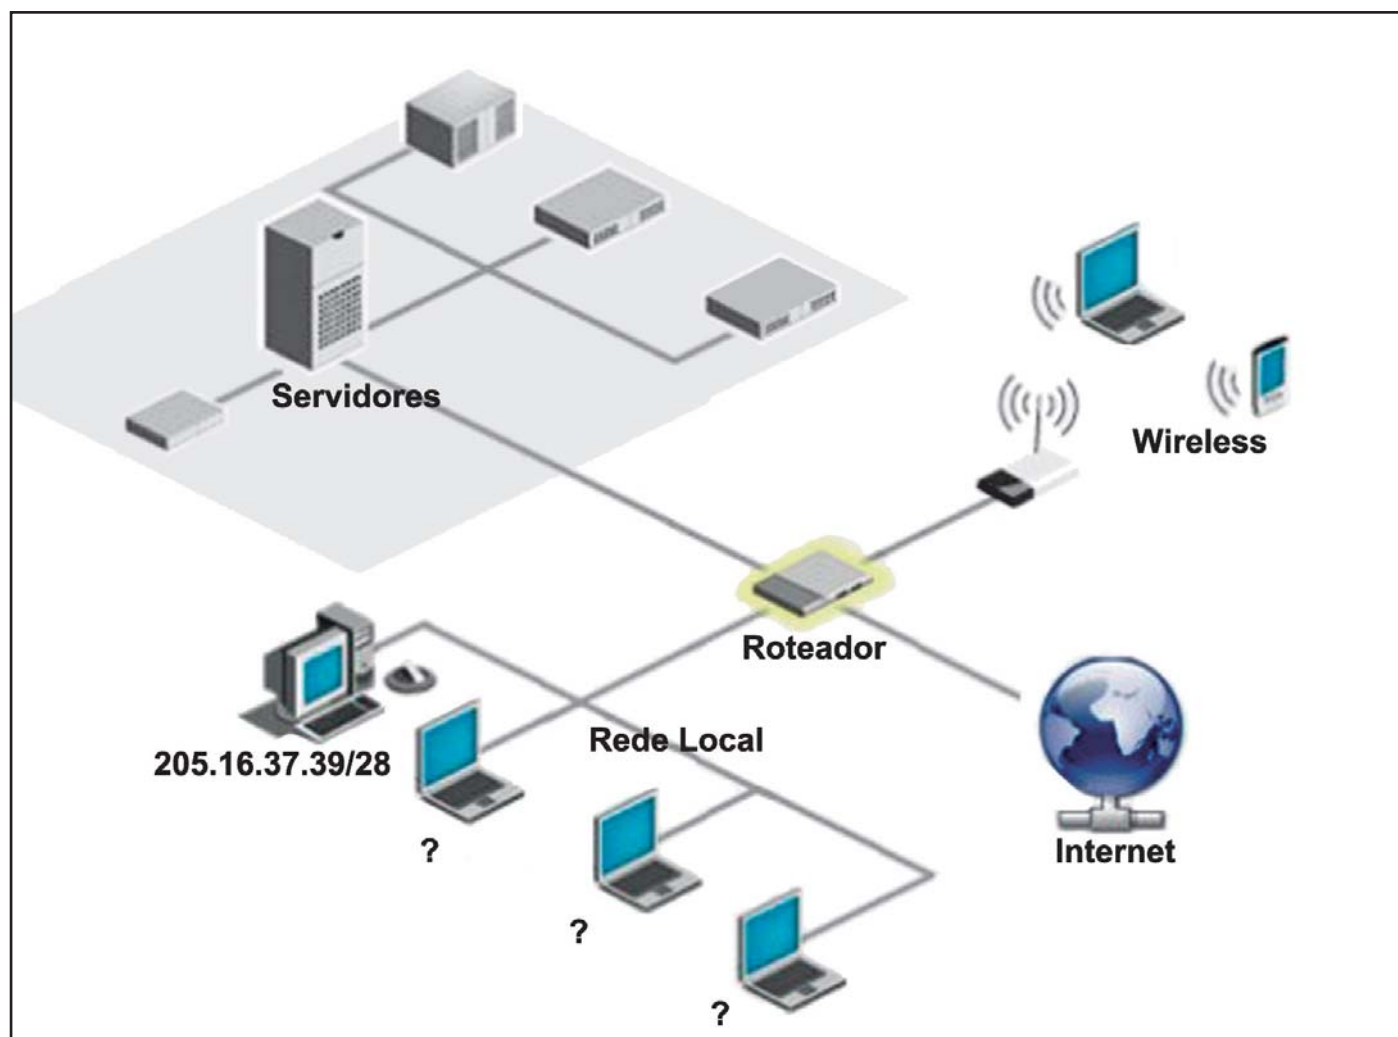 Servidores
Wireless
Roteador
Rede Local
205.16.37.39/28
?
Internet
?
?